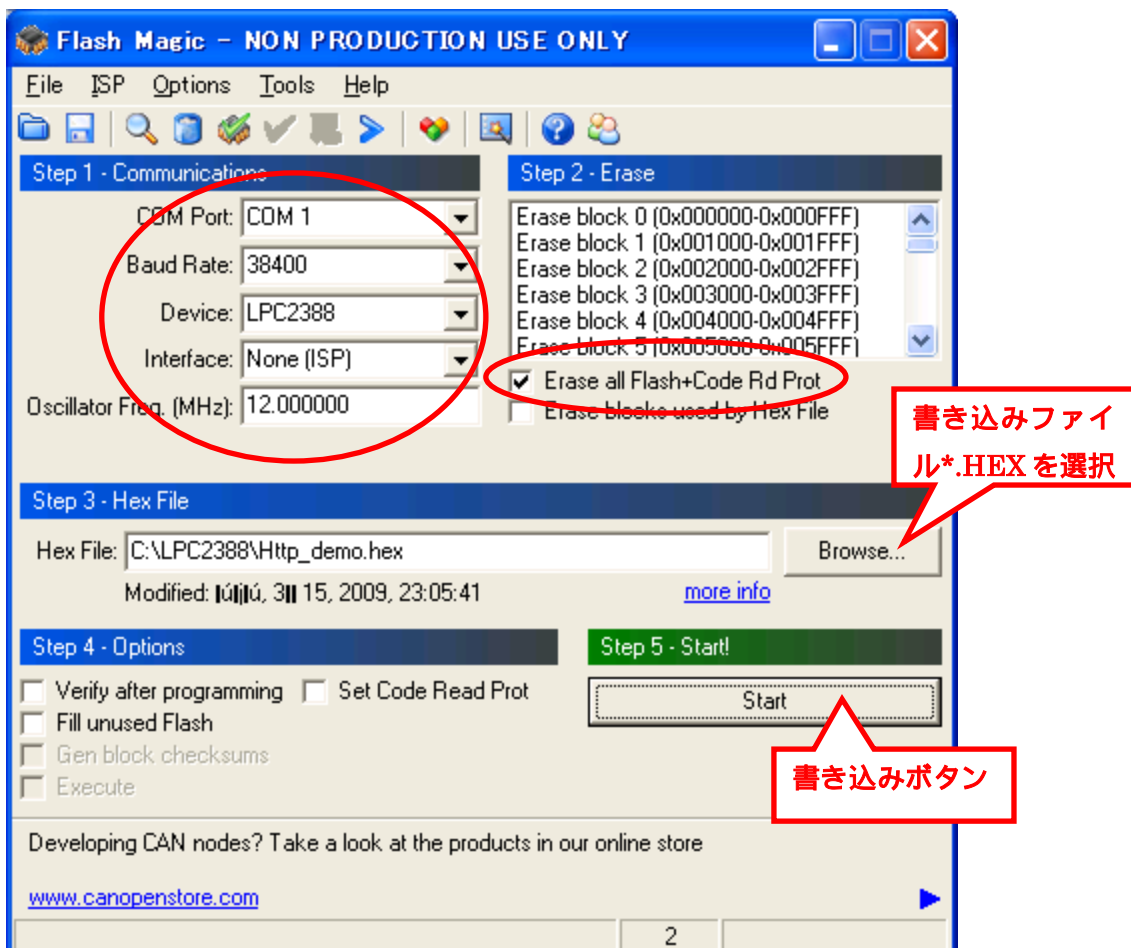 Flash Magic - NON PRODUCTION USE ONLY
File ISP Options Tools Help
Step 1 - Communications
COM Port: COM 1
Baud Rate: 38400
Device: LPC2388
Interface: None (ISP)
Oscillator Freq. (MHz): 12.000000
Step 2 - Erase
Erase block 0 (0x000000-0x000FFF)
Erase block 1 (0x001000-0x001FFF)
Erase block 2 (0x002000-0x002FFF)
Erase block 3 (0x003000-0x003FFF)
Erase block 4 (0x004000-0x004FFF)
Erase block 5 (0x005000-0x005FFF)
Erase all Flash+Code Rd Prot
Erase blocks used by Hex File
書き込みファイ
ル*.HEX を選択
Step 3 - Hex File
Hex File: C:\LPC2388\Http_demo.hex
Browse...
Modified: 15, 2009, 23:05:41
more info
Step 4 - Options
Verify after programming Set Code Read Prot
Fill unused Flash
Gen block checksums
Execute
Step 5 - Start!
Start
書き込みボタン
Developing CAN nodes? Take a look at the products in our online store
www.canopenstore.com
2